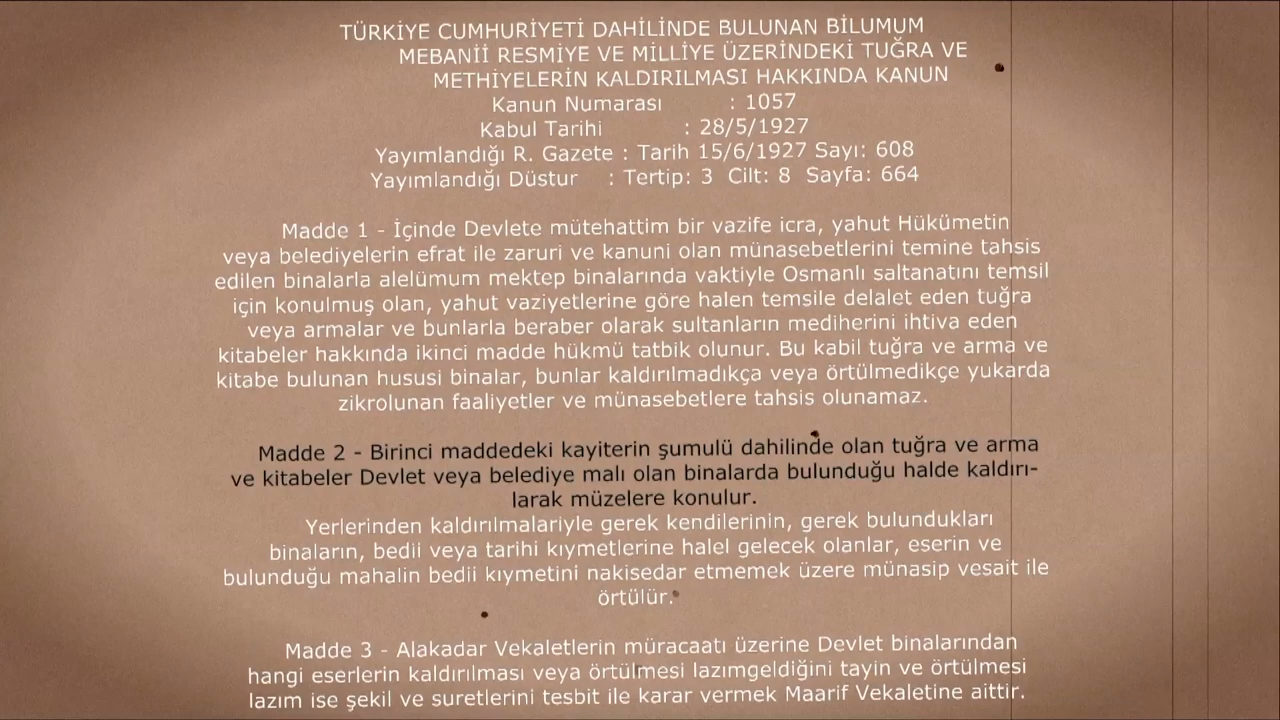 TÜRKİYE CUMHURİYETİ DAHİLİNDE BULUNAN BİLUMUM
MEBANİİ RESMİYE VE MİLLİYE ÜZERİNDEKİ TUĞRA VE
METHİYELERİN KALDIRILMASI HAKKINDA KANUN
Kanun Numarası : 1057
Kabul Tarihi : 28/5/1927
Yayımlandığı R. Gazete : Tarih 15/6/1927 Sayı: 608
Yayımlandığı Düstur : Tertip: 3 Cilt: 8 Sayfa: 664
Madde 1 - İçinde Devlete mütehattim bir vazife icra, yahut Hükümetin
veya belediyelerin efrat ile zaruri ve kanuni olan münasebetlerini temine tahsis
edilen binalarla alelümum mektep binalarında vaktiyle Osmanlı saltanatını temsil
için konulmuş olan, yahut vaziyetlerine göre halen temsile delalet eden tuğra
veya armalar ve bunlarla beraber olarak sultanların mediherini ihtiva eden
kitabeler hakkında ikinci madde hükmü tatbik olunur. Bu kabil tuğra ve arma ve
kitabe bulunan hususi binalar, bunlar kaldırılmadıkça veya örtülmedikçe yukarda
zikrolunan faaliyetler ve münasebetlere tahsis olunamaz.
Madde 2 - Birinci maddedeki kayiterin şumulü dahilinde olan tuğra ve arma
ve kitabeler Devlet veya belediye malı olan binalarda bulunduğu halde kaldırı-
larak müzelere konulur.
Yerlerinden kaldırılmalariyle gerek kendilerinin, gerek bulundukları
binaların, bedii veya tarihi kıymetlerine halel gelecek olanlar, eserin ve
bulunduğu mahalin bedii kıymetini nakisedar etmemek üzere münasip vesait ile
örtülür.
Madde 3 - Alakadar Vekaletlerin müracaatı üzerine Devlet binalarından
hangi eserlerin kaldırılması veya örtülmesi lazımgeldiğini tayin ve örtülmesi
lazım ise şekil ve suretlerini tesbit ile karar vermek Maarif Vekaletine aittir.